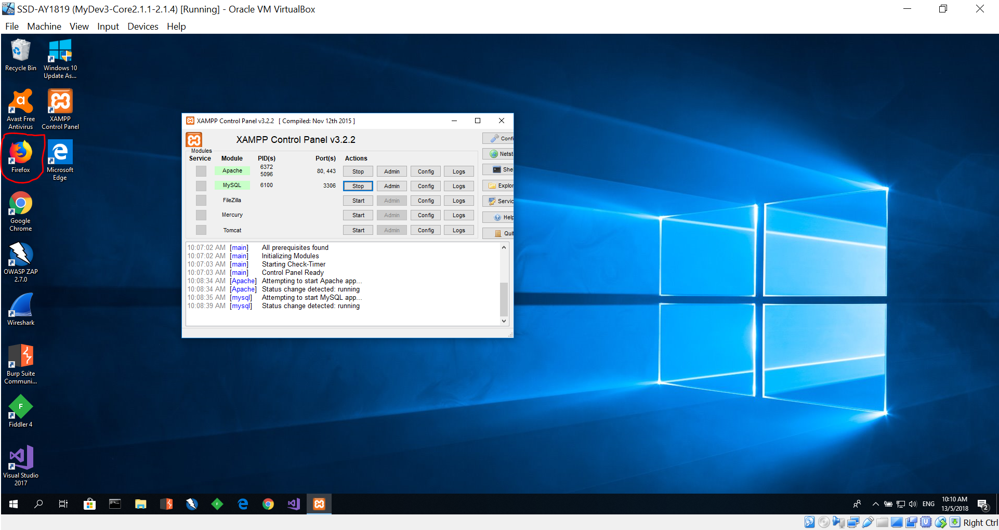 SSD-AY1819 (MyDev3-Core2.1.1-2.1.4) [Running] - Oracle VM VirtualBox
File Machine View Input Devices Help
Recycle Bin
Windows 10
Update As...
Avast Free
Antivirus
XAMPP
Control Panel
Firefox
Microsoft
Edge
Google
Chrome
OWASP ZAP
2.7.0
Wireshark
Burp Suite
Communi...
Fiddler 4
Visual Studio
2017
XAMPP Control Panel v3.2.2 [ Compiled: Nov 12th 2015 ]
XAMPP Control Panel v3.2.2
Modules
Service Module PID(s) Port(s) Actions
Apache 6372 5096 80, 443 Stop Admin Config Logs
MySQL 6100 3306 Stop Admin Config Logs
FileZilla Start Admin Config Logs
Mercury Start Admin Config Logs
Tomcat Start Admin Config Logs
Confi
Netst
She
Explor
Servic
Help
Quit
10:07:02 AM [main] All prerequisites found
10:07:02 AM [main] Initializing Modules
10:07:03 AM [main] Starting Check-Timer
10:07:03 AM [main] Control Panel Ready
10:08:34 AM [Apache] Attempting to start Apache app...
10:08:34 AM [Apache] Status change detected: running
10:08:35 AM [mysql] Attempting to start MySQL app...
10:08:39 AM [mysql] Status change detected: running
ENG
10:10 AM
13/5/2018
2
Right Ctrl